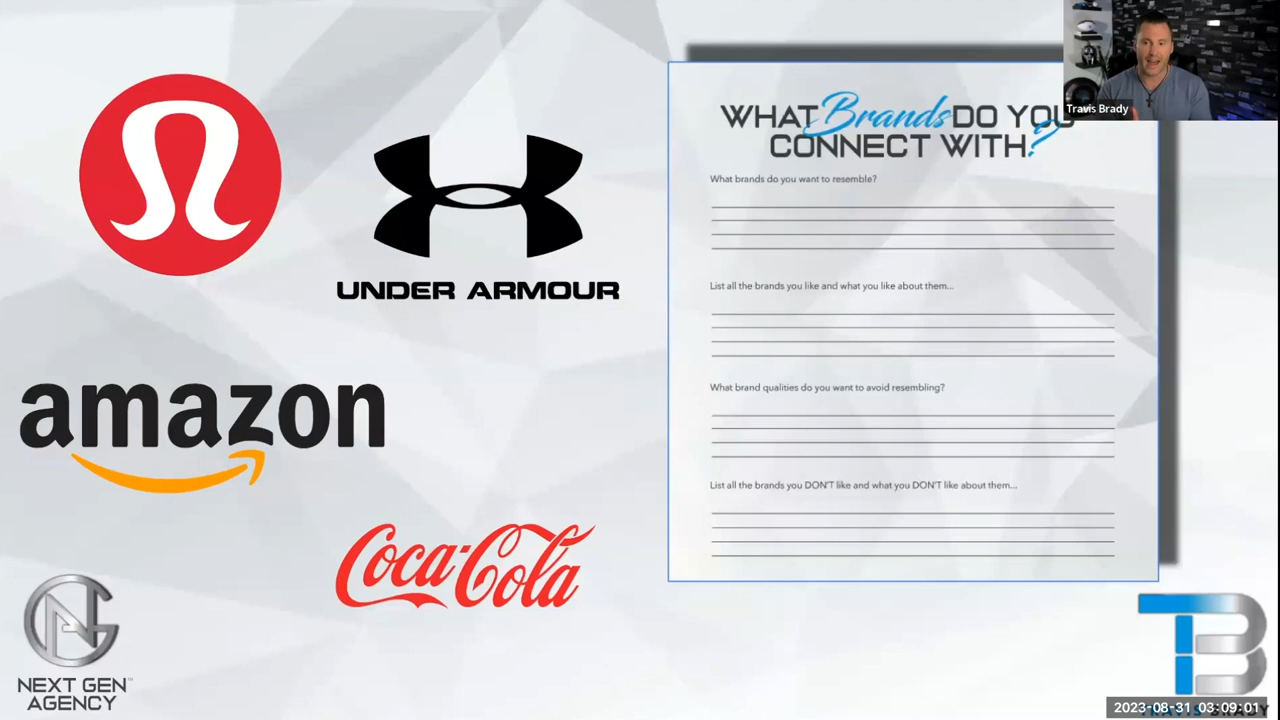 Travis Brady
WHAT Brands DO YOU
CONNECT WITH?
What brands do you want to resemble?
List all the brands you like and what you like about them...
What brand qualities do you want to avoid resembling?
List all the brands you DON'T like and what you DON'T like about them...
UNDER ARMOUR
amazon
Coca-Cola
NEXT GEN™
AGENCY
TB
2023-08-31 03:09:01